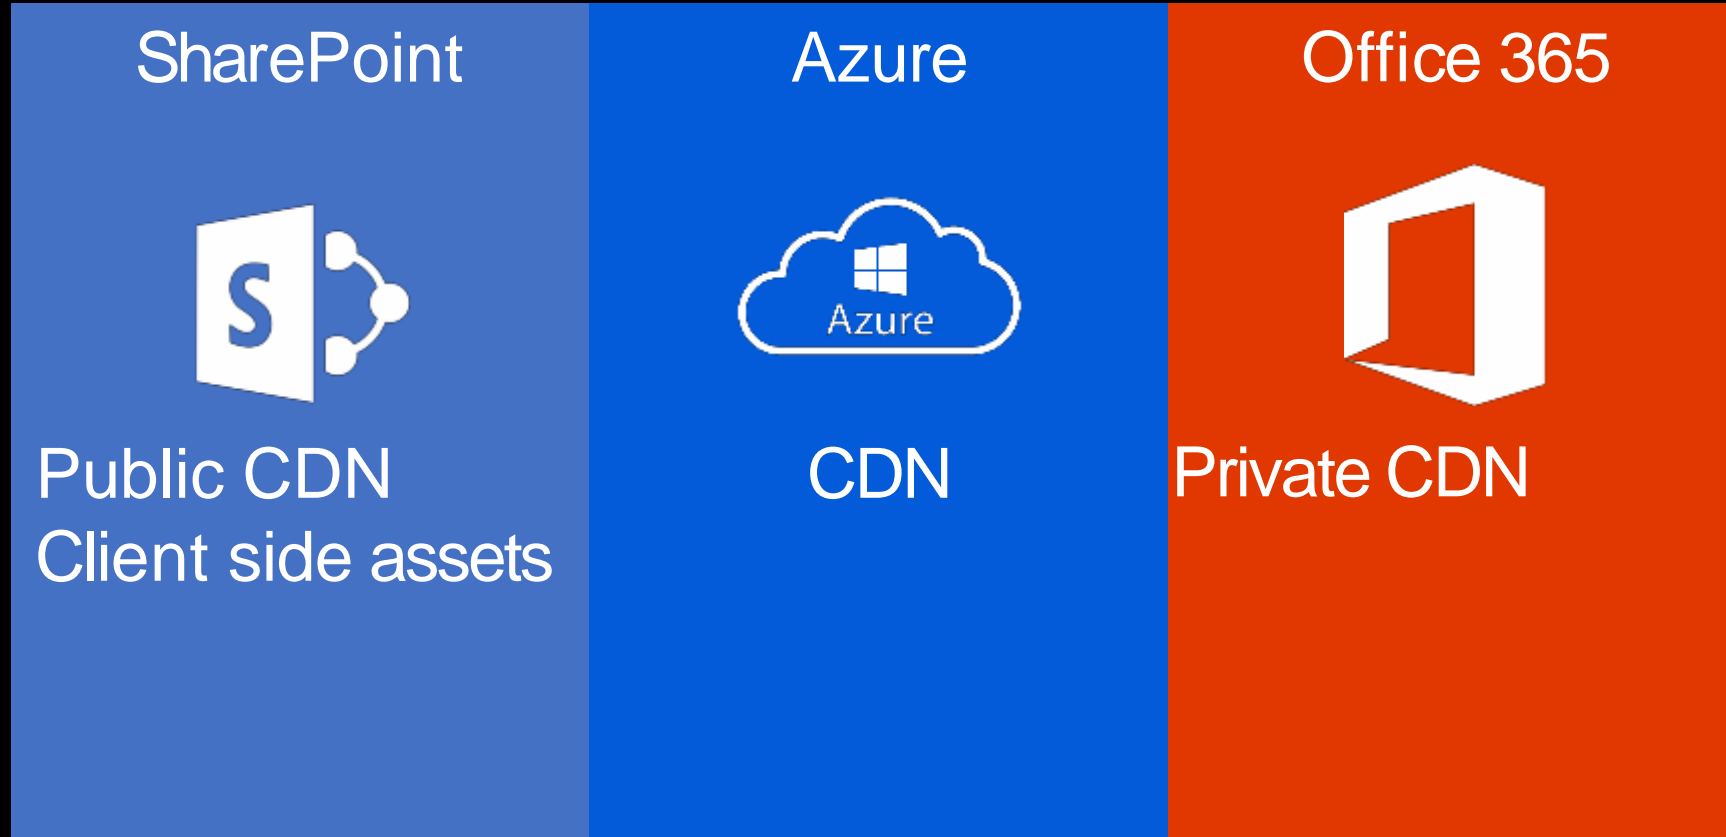 SharePoint
S
Public CDN
Client side assets
Azure
Azure
CDN
Office 365
Private CDN